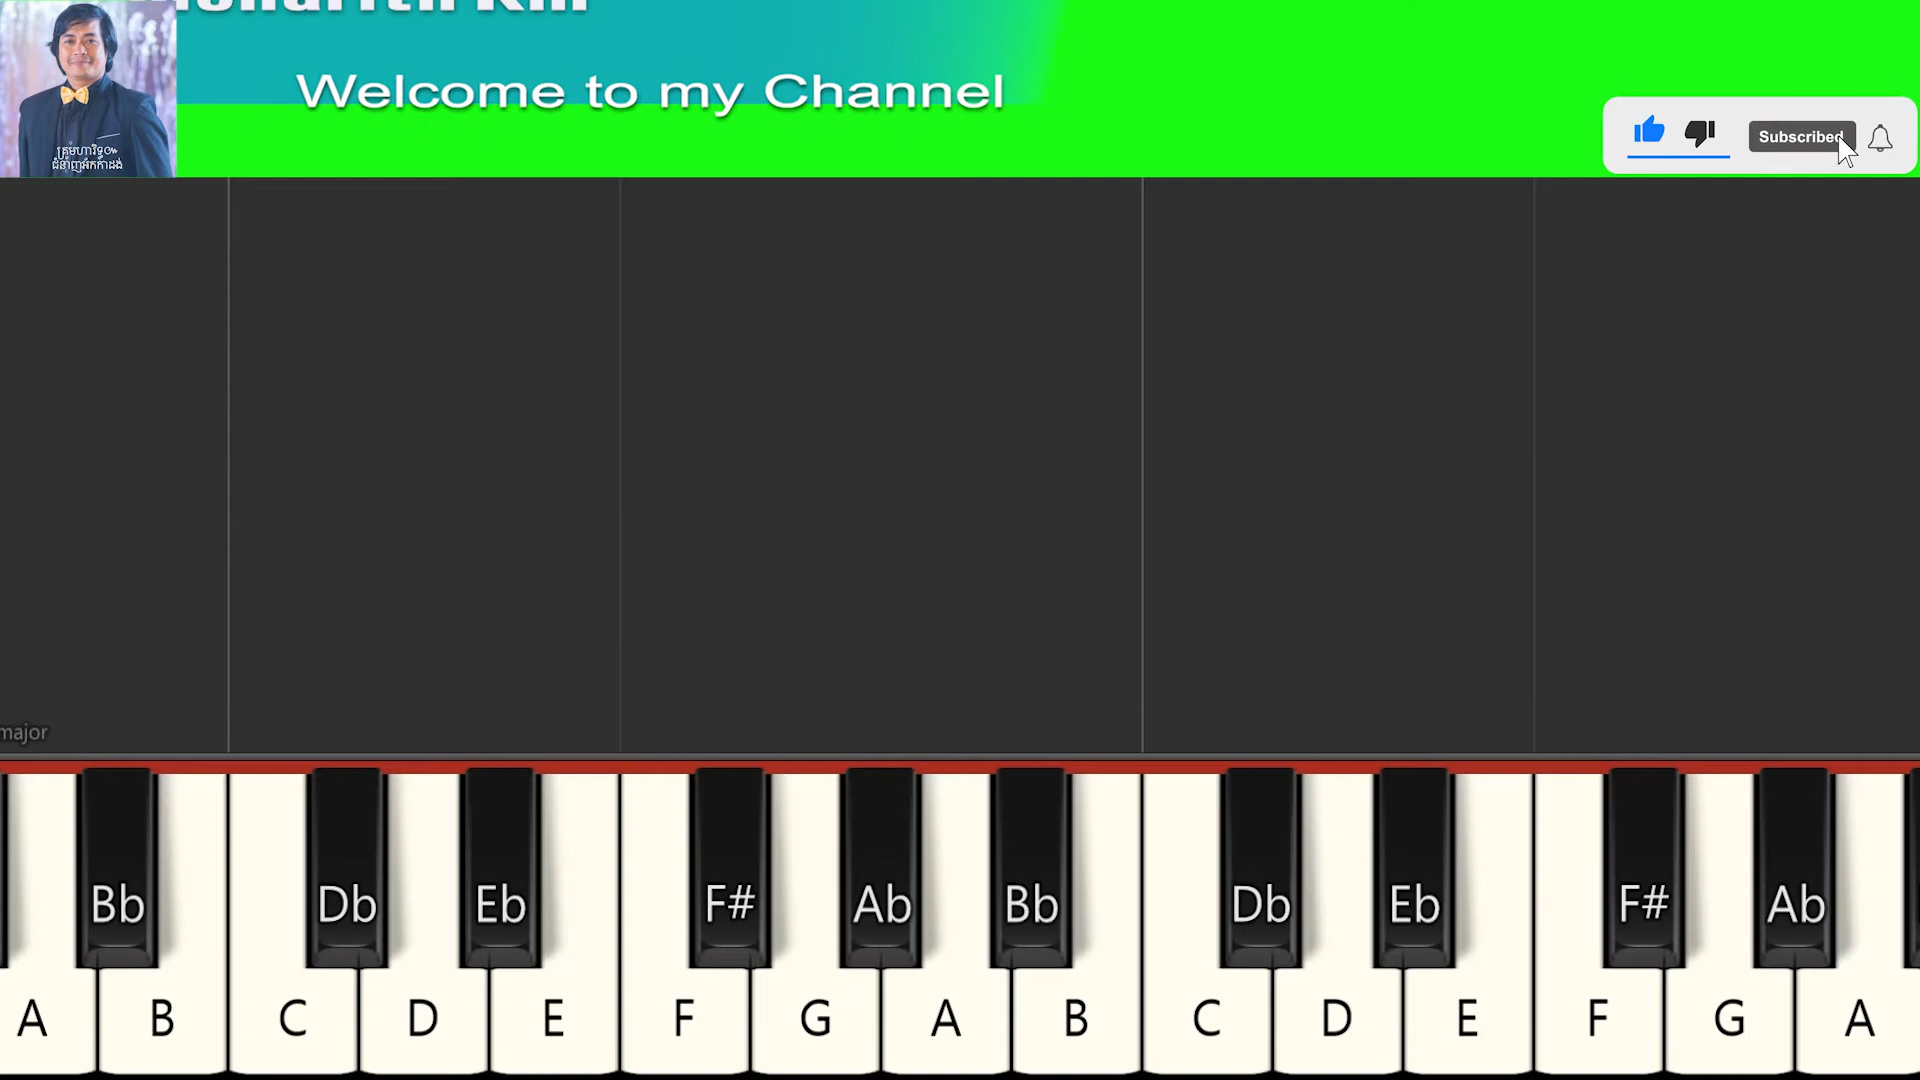 Welcome to my Channel
Subscribed
major
Bb Db Eb F# Ab Bb Db Eb F# Ab
A B C D E F G A B C D E F G A